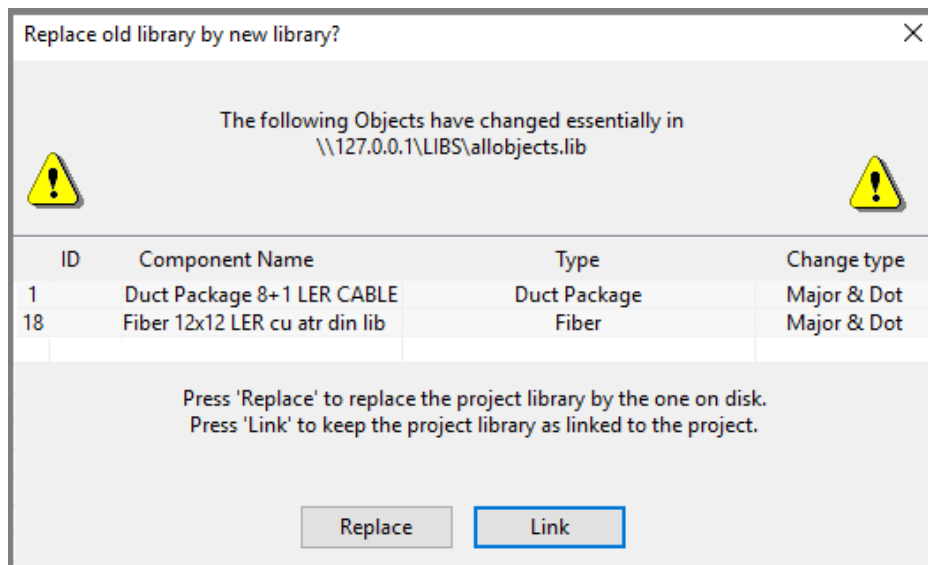 Replace old library by new library?
The following Objects have changed essentially in
\\127.0.0.1\LIBS\allobjects.lib
ID Component Name Type Change type
1 Duct Package 8+1 LER CABLE Duct Package Major & Dot
18 Fiber 12x12 LER cu atr din lib Fiber Major & Dot
Press 'Replace' to replace the project library by the one on disk.
Press 'Link' to keep the project library as linked to the project.
Replace Link